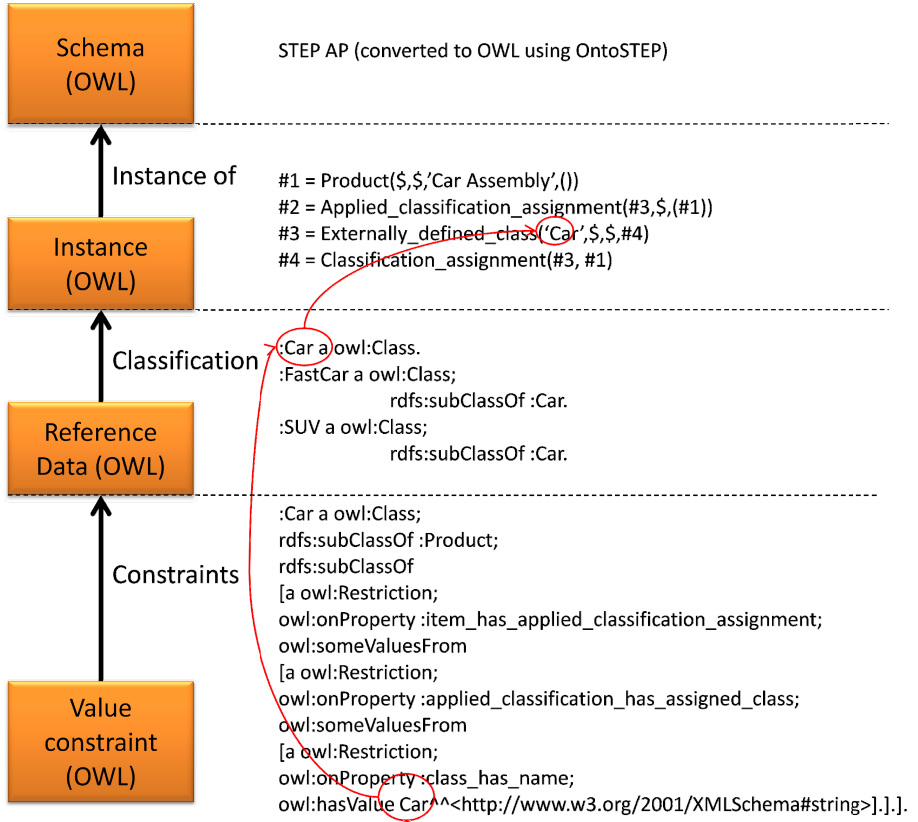 Schema
(OWL)
STEP AP (converted to OWL using OntoSTEP)
Instance of
#1 = Product($,$,’Car Assembly’,())
#2 = Applied_classification_assignment(#3,$,(#1))
#3 = Externally_defined_class(‘Car’,$,$,#4)
#4 = Classification_assignment(#3, #1)
Instance
(OWL)
Classification
:Car a owl:Class.
:FastCar a owl:Class;
rdfs:subClassOf :Car.
:SUV a owl:Class;
rdfs:subClassOf :Car.
Reference
Data (OWL)
Constraints
:Car a owl:Class;
rdfs:subClassOf :Product;
rdfs:subClassOf
[a owl:Restriction;
owl:onProperty :item_has_applied_classification_assignment;
owl:someValuesFrom
[a owl:Restriction;
owl:onProperty :applied_classification_has_assigned_class;
owl:someValuesFrom
[a owl:Restriction;
owl:onProperty :class_has_name;
owl:hasValue Car^^<http://www.w3.org/2001/XMLSchema#string>].].].
Value
constraint
(OWL)